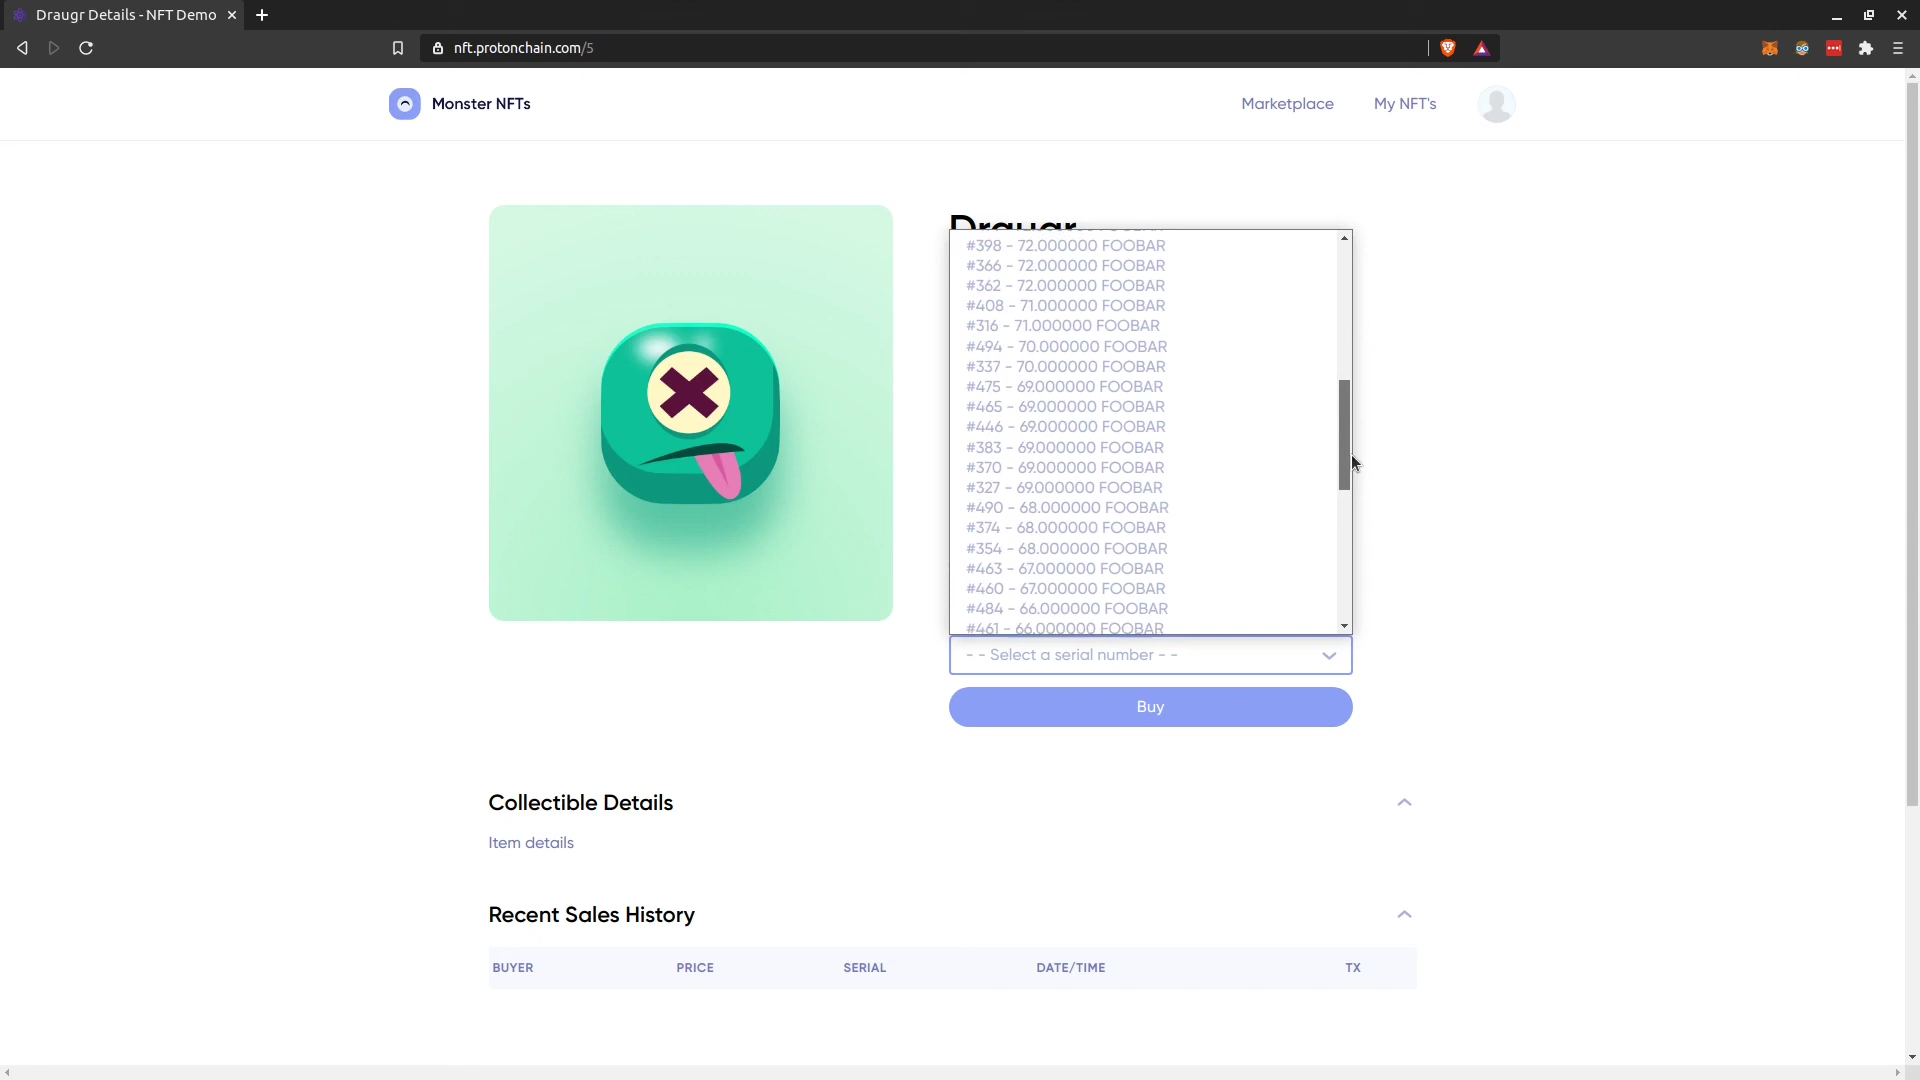 Draugr Details - NFT Demo
nft.protonchain.com/5
Monster NFTs
Marketplace
My NFT's
Draugr
#398 - 72.000000 FOOBAR
#366 - 72.000000 FOOBAR
#362 - 72.000000 FOOBAR
#408 - 71.000000 FOOBAR
#316 - 71.000000 FOOBAR
#494 - 70.000000 FOOBAR
#337 - 70.000000 FOOBAR
#475 - 69.000000 FOOBAR
#465 - 69.000000 FOOBAR
#446 - 69.000000 FOOBAR
#383 - 69.000000 FOOBAR
#370 - 69.000000 FOOBAR
#327 - 69.000000 FOOBAR
#490 - 68.000000 FOOBAR
#374 - 68.000000 FOOBAR
#354 - 68.000000 FOOBAR
#463 - 67.000000 FOOBAR
#460 - 67.000000 FOOBAR
#484 - 66.000000 FOOBAR
#461 - 66.000000 FOOBAR
- - Select a serial number - -
Buy
Collectible Details
Item details
Recent Sales History
BUYER PRICE SERIAL DATE/TIME TX